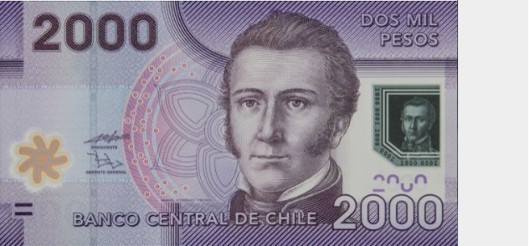 2000
DOS MIL
PESOS
PRESIDENTE
GERENTE GENERAL
BANCO CENTRAL DE CHILE
2000